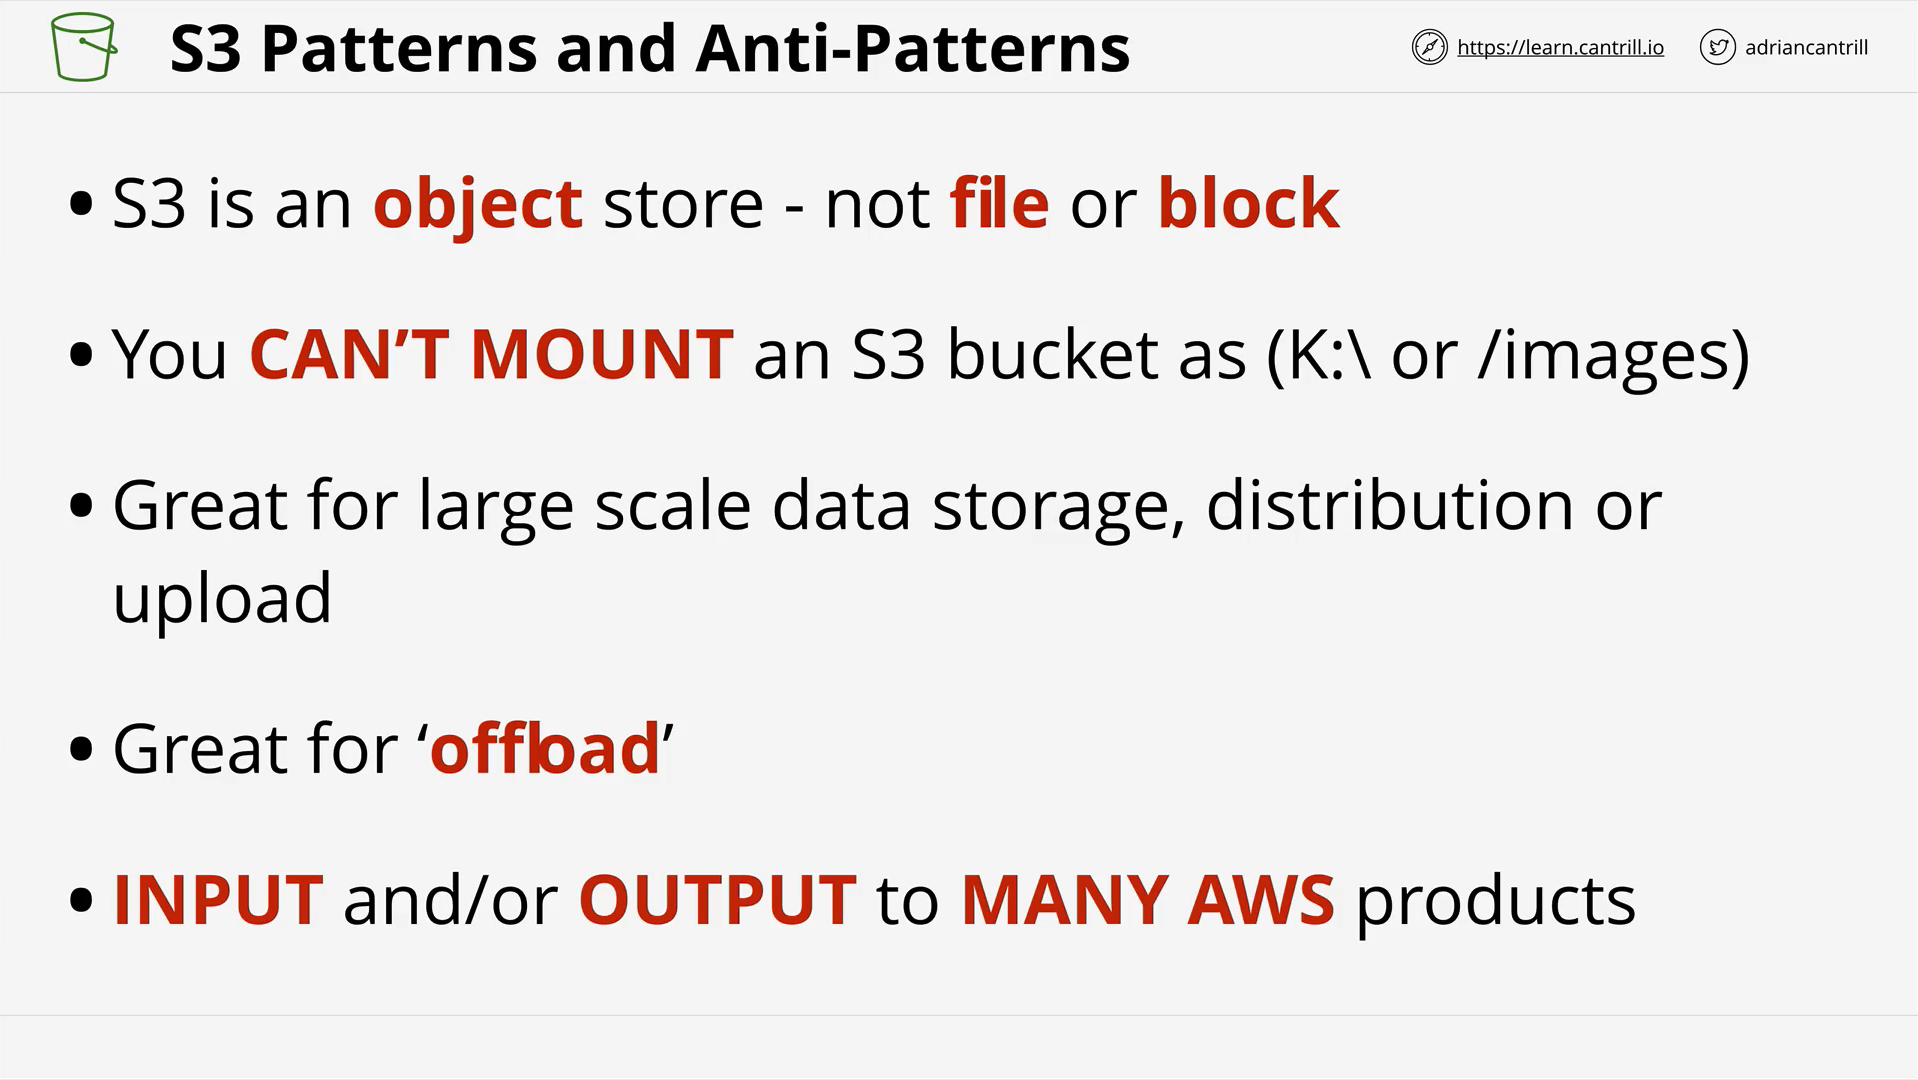 S3 Patterns and Anti-Patterns
https://learn.cantrill.io
adriancantrill
• S3 is an object store - not file or block
• You CAN’T MOUNT an S3 bucket as (K:\ or /images)
• Great for large scale data storage, distribution or
upload
• Great for ‘offload’
• INPUT and/or OUTPUT to MANY AWS products